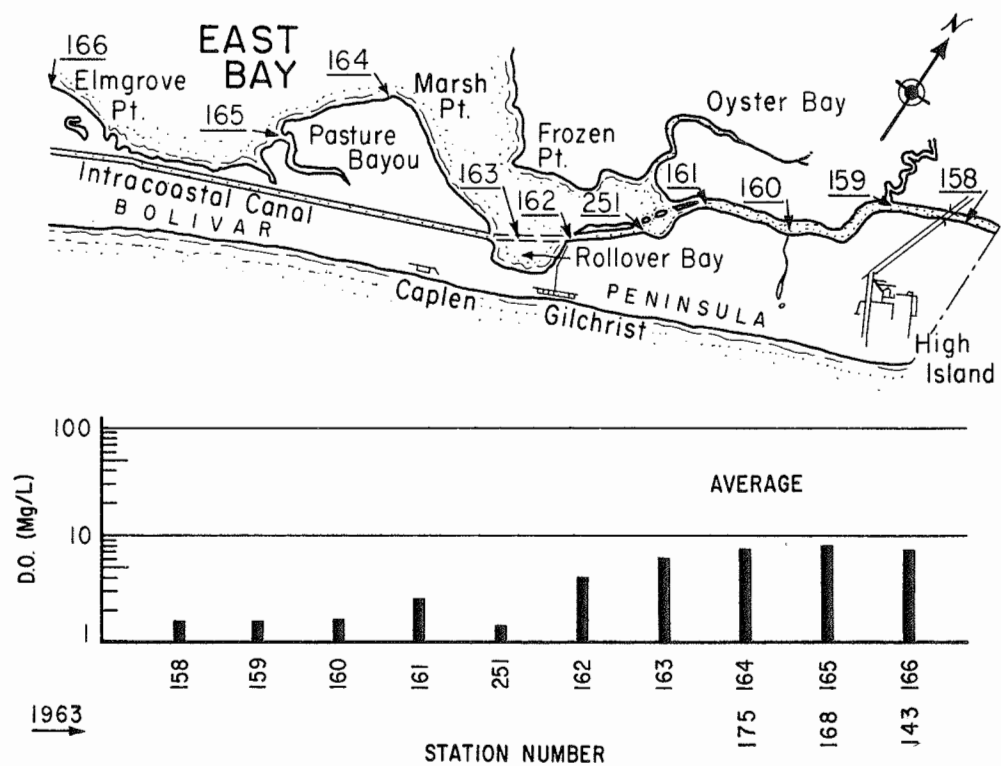 166
EAST
BAY
164
Elmgrove
Pt.
165
Pasture
Bayou
Marsh
Pt.
Frozen
Pt.
Oyster Bay
N
163
162
251
161
160
159
158
Intracoastal Canal
BOLIVAR
PENINSULA
Rollover Bay
Caplen
Gilchrist
High
Island
100
10
1
D.O. (Mg/L)
AVERAGE
158
159
160
161
251
162
163
164
165
166
1963
175
168
143
STATION NUMBER